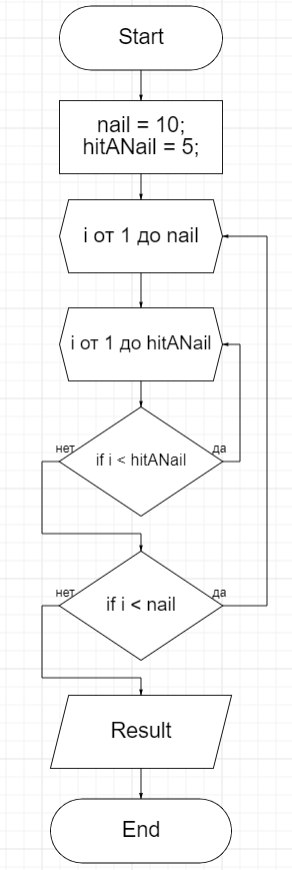 Start
nail = 10;
hitANail = 5;
i от 1 до nail
i от 1 до hitANail
нет
да
if i < hitANail
нет
да
if i < nail
Result
End